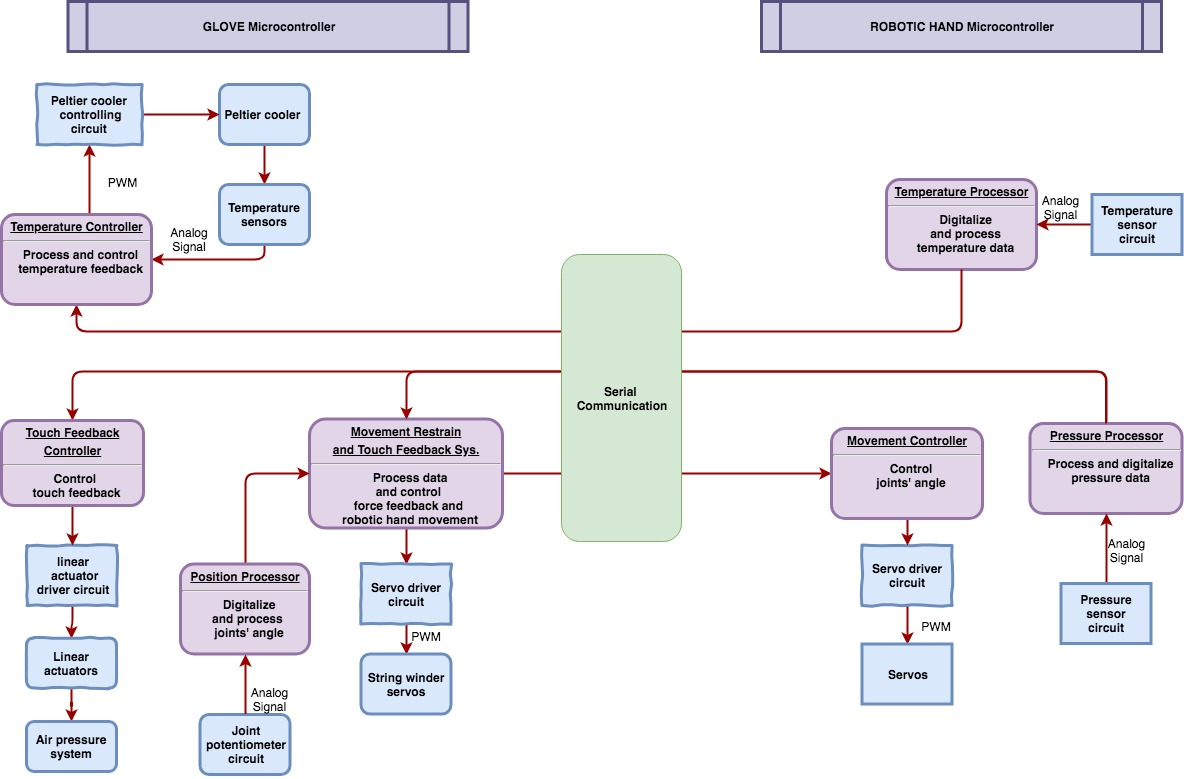 GLOVE Microcontroller
ROBOTIC HAND Microcontroller
Peltier cooler
controlling
circuit
Peltier cooler
PWM
Temperature
sensors
Analog
Signal
Temperature Controller
Process and control
temperature feedback
Temperature Processor
Digitalize
and process
temperature data
Analog
Signal
Temperature
sensor
circuit
Serial
Communication
Touch Feedback
Controller
Control
touch feedback
Movement Restrain
and Touch Feedback Sys.
Process data
and control
force feedback and
robotic hand movement
Movement Controller
Control
joints' angle
Pressure Processor
Process and digitalize
pressure data
linear
actuator
driver circuit
Position Processor
Digitalize
and process
joints' angle
Servo driver
circuit
Servo driver
circuit
Analog
Signal
Pressure
sensor
circuit
PWM
PWM
Linear
actuators
String winder
servos
Servos
Analog
Signal
Air pressure
system
Joint
potentiometer
circuit